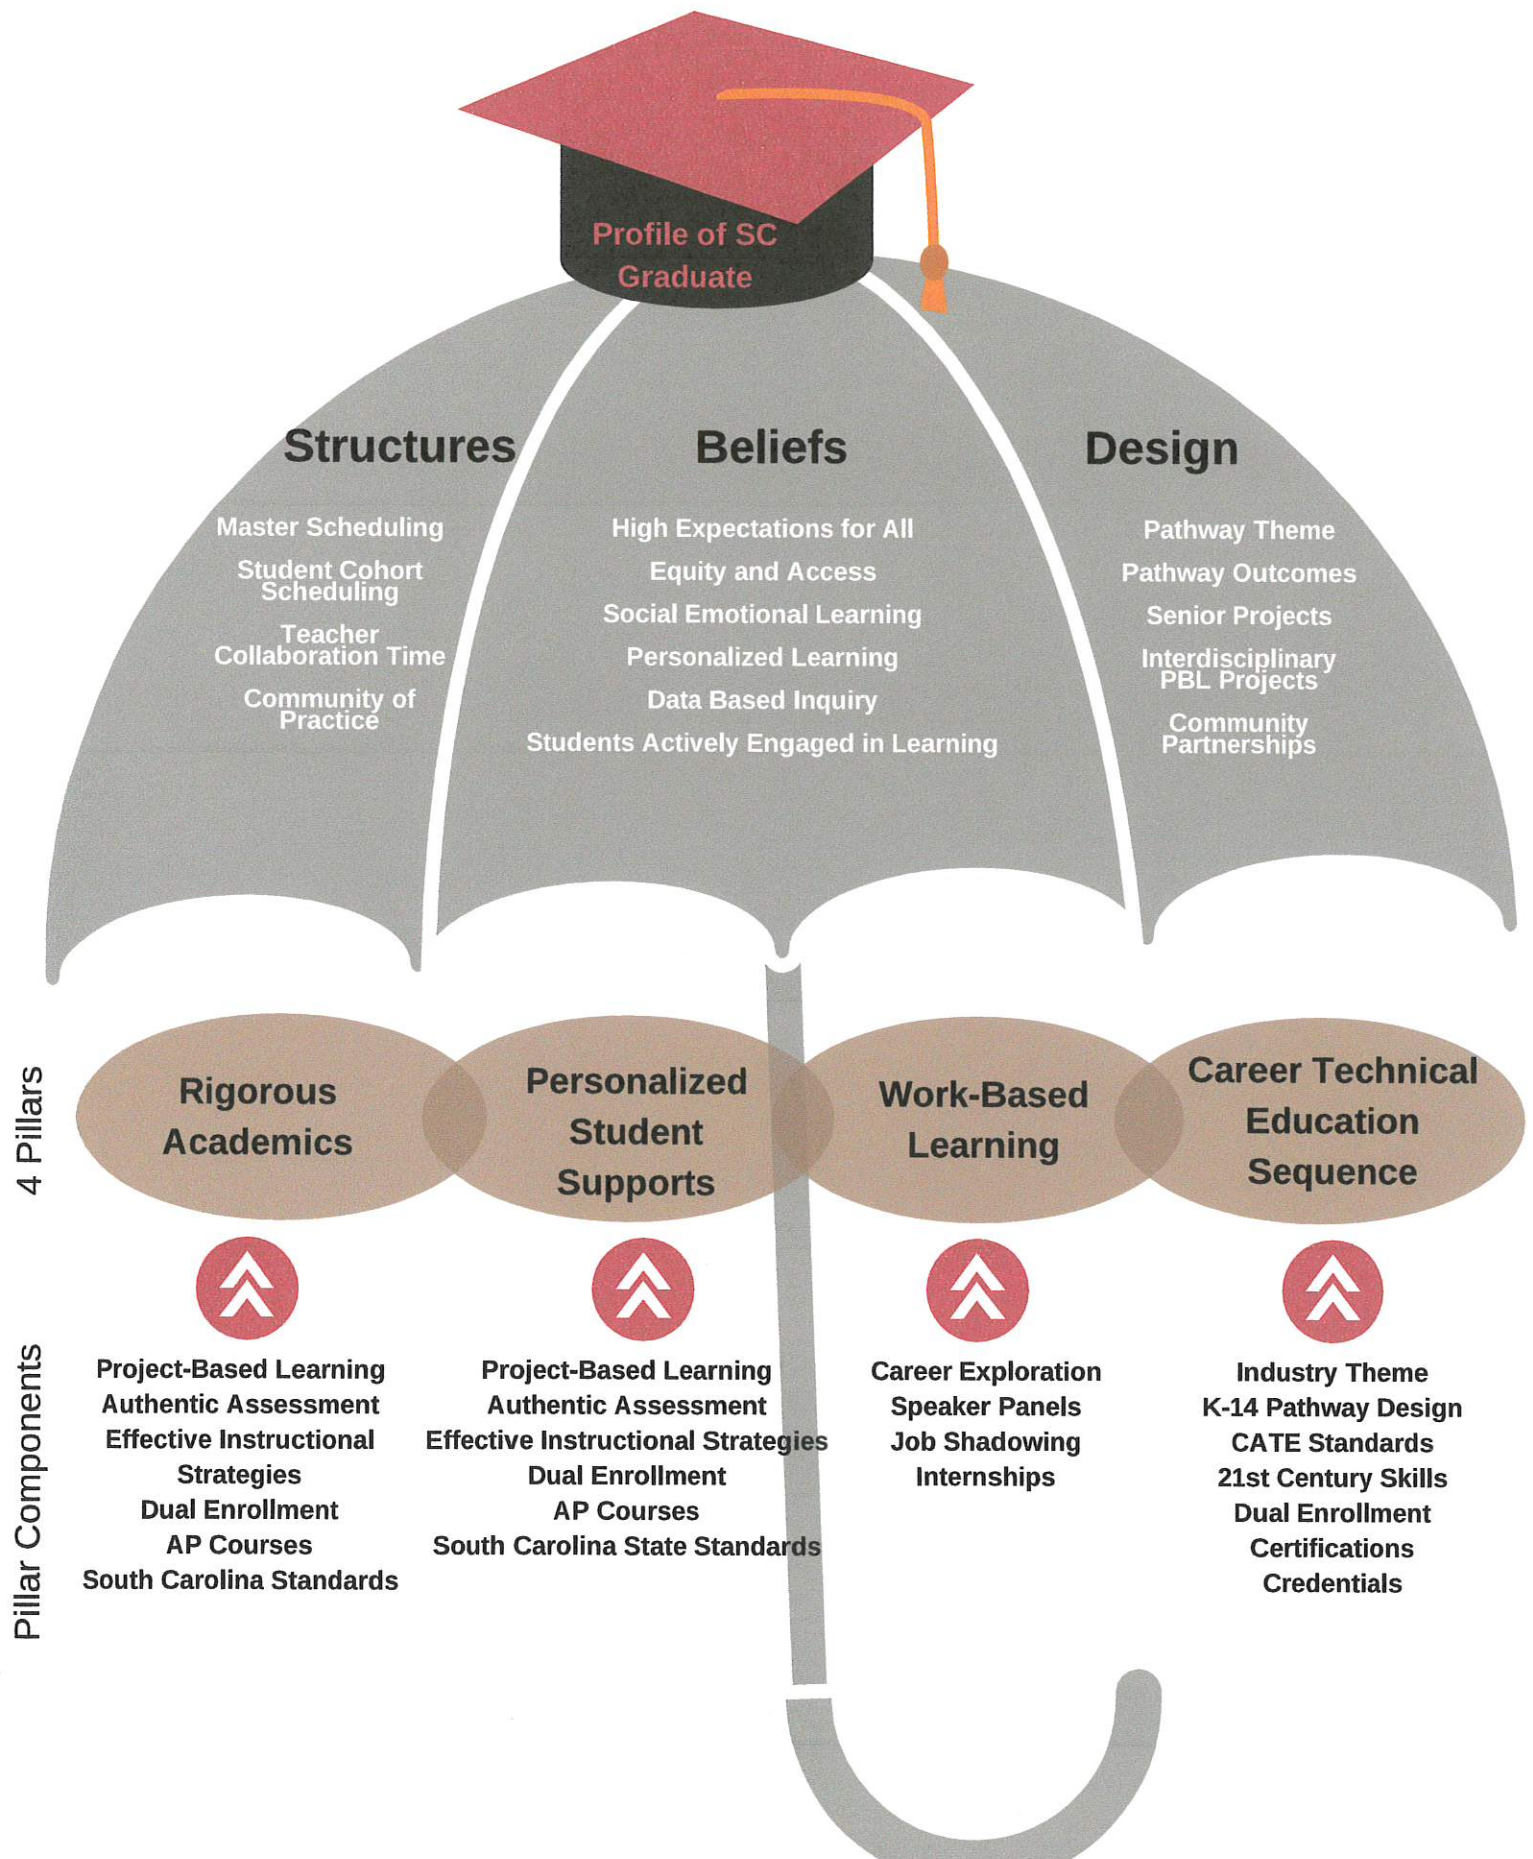 Profile of SC
Graduate
Structures
Master Scheduling
Student Cohort
Scheduling
Teacher
Collaboration Time
Community of
Practice
Beliefs
High Expectations for All
Equity and Access
Social Emotional Learning
Personalized Learning
Data Based Inquiry
Students Actively Engaged in Learning
Design
Pathway Theme
Pathway Outcomes
Senior Projects
Interdisciplinary
PBL Projects
Community
Partnerships
4 Pillars
Rigorous
Academics
Personalized
Student
Supports
Work-Based
Learning
Career Technical
Education
Sequence
Pillar Components
Project-Based Learning
Authentic Assessment
Effective Instructional
Strategies
Dual Enrollment
AP Courses
South Carolina Standards
Project-Based Learning
Authentic Assessment
Effective Instructional Strategies
Dual Enrollment
AP Courses
South Carolina State Standards
Career Exploration
Speaker Panels
Job Shadowing
Internships
Industry Theme
K-14 Pathway Design
CATE Standards
21st Century Skills
Dual Enrollment
Certifications
Credentials